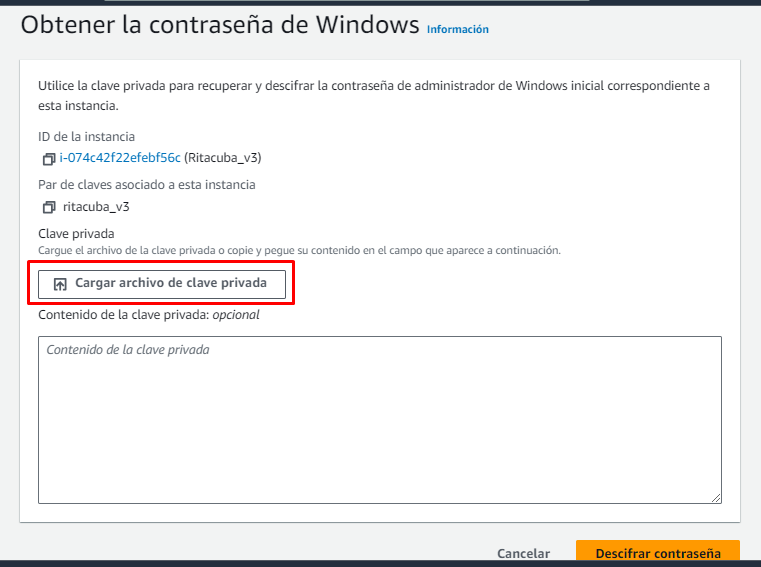 Obtener la contraseña de Windows Información
Utilice la clave privada para recuperar y descifrar la contraseña de administrador de Windows inicial correspondiente a
esta instancia.
ID de la instancia
i-074c42f22efebf56c (Ritacuba_v3)
Par de claves asociado a esta instancia
ritacuba_v3
Clave privada
Cargue el archivo de la clave privada o copie y pegue su contenido en el campo que aparece a continuación.
Cargar archivo de clave privada
Contenido de la clave privada: opcional
Contenido de la clave privada
Cancelar Descifrar contraseña